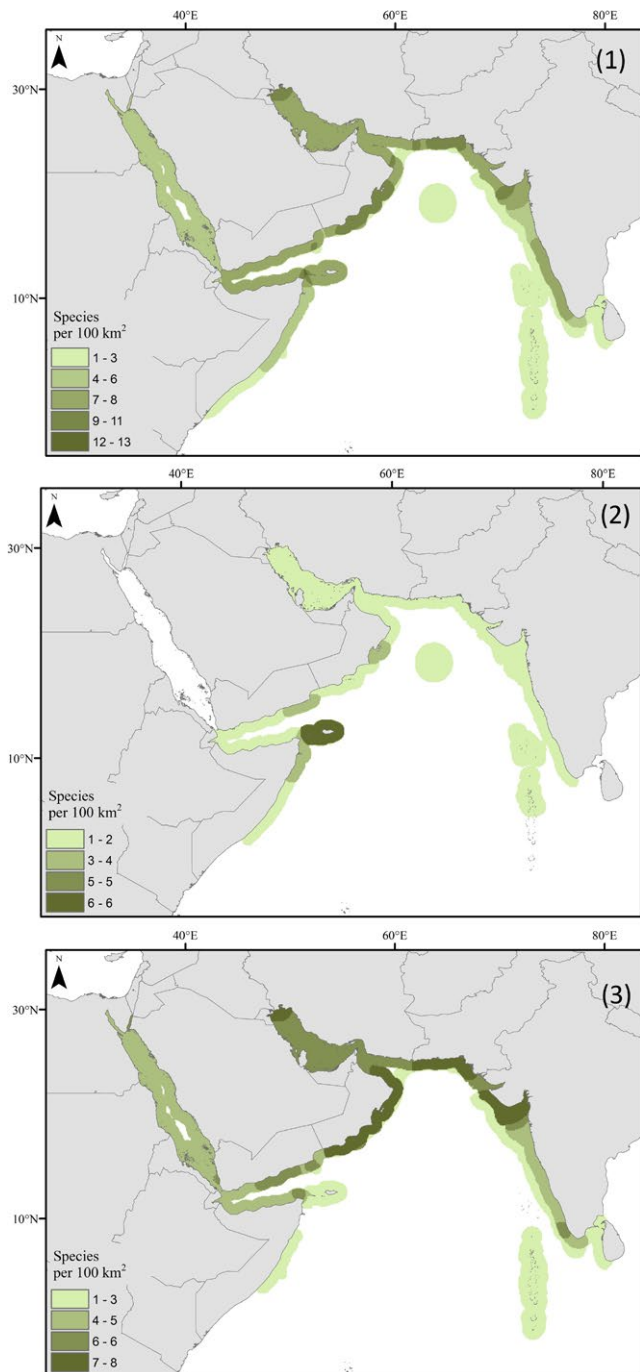 40°E 60°E 80°E
N
(1)
30°N
10°N
Species
per 100 km²
1 - 3
4 - 6
7 - 8
9 - 11
12 - 13
40°E 60°E 80°E
N
(2)
30°N
10°N
Species
per 100 km²
1 - 2
3 - 4
5 - 5
6 - 6
40°E 60°E 80°E
N
(3)
30°N
10°N
Species
per 100 km²
1 - 3
4 - 5
6 - 6
7 - 8